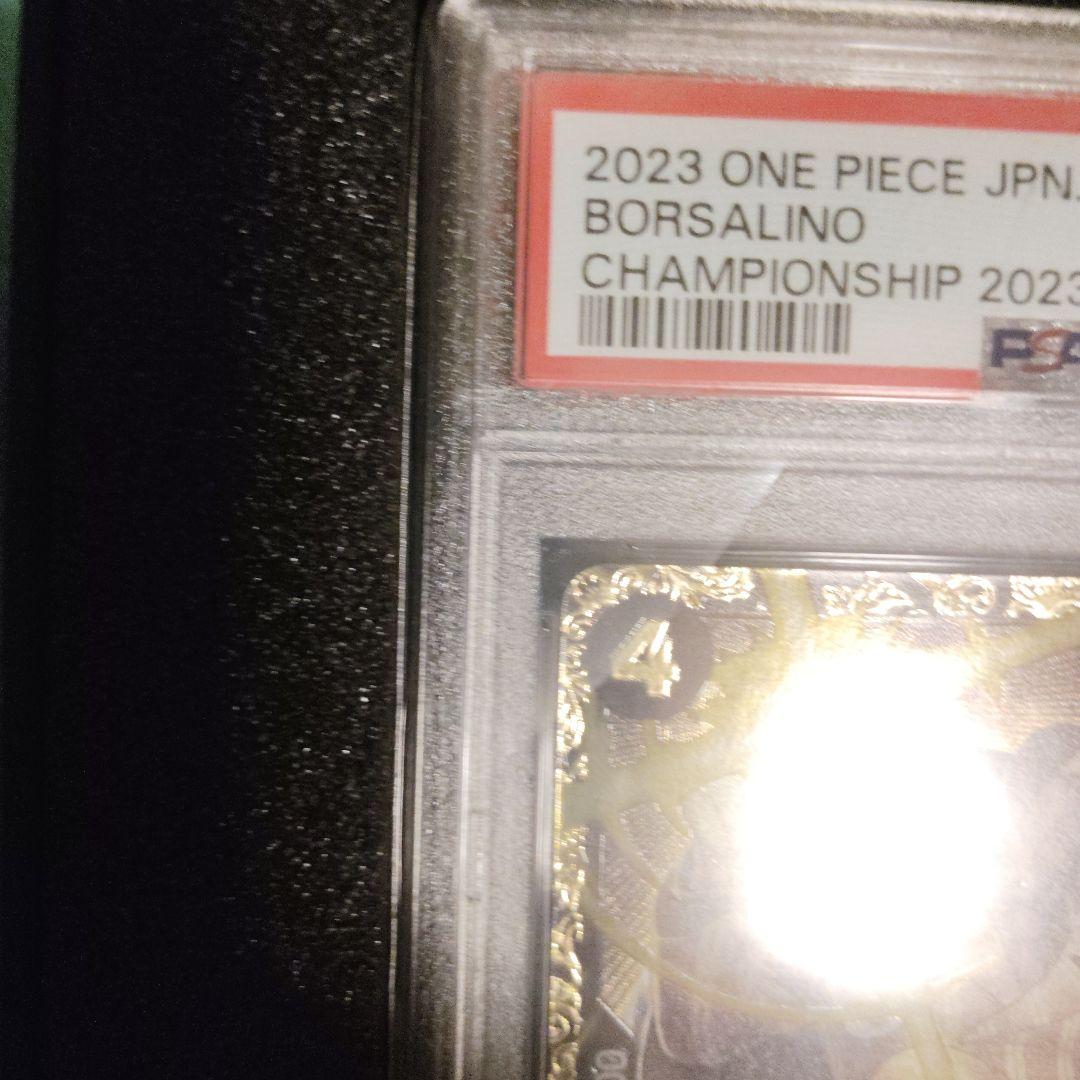 2023 ONE PIECE JPN.
BORSALINO
CHAMPIONSHIP 2023
PSA
4